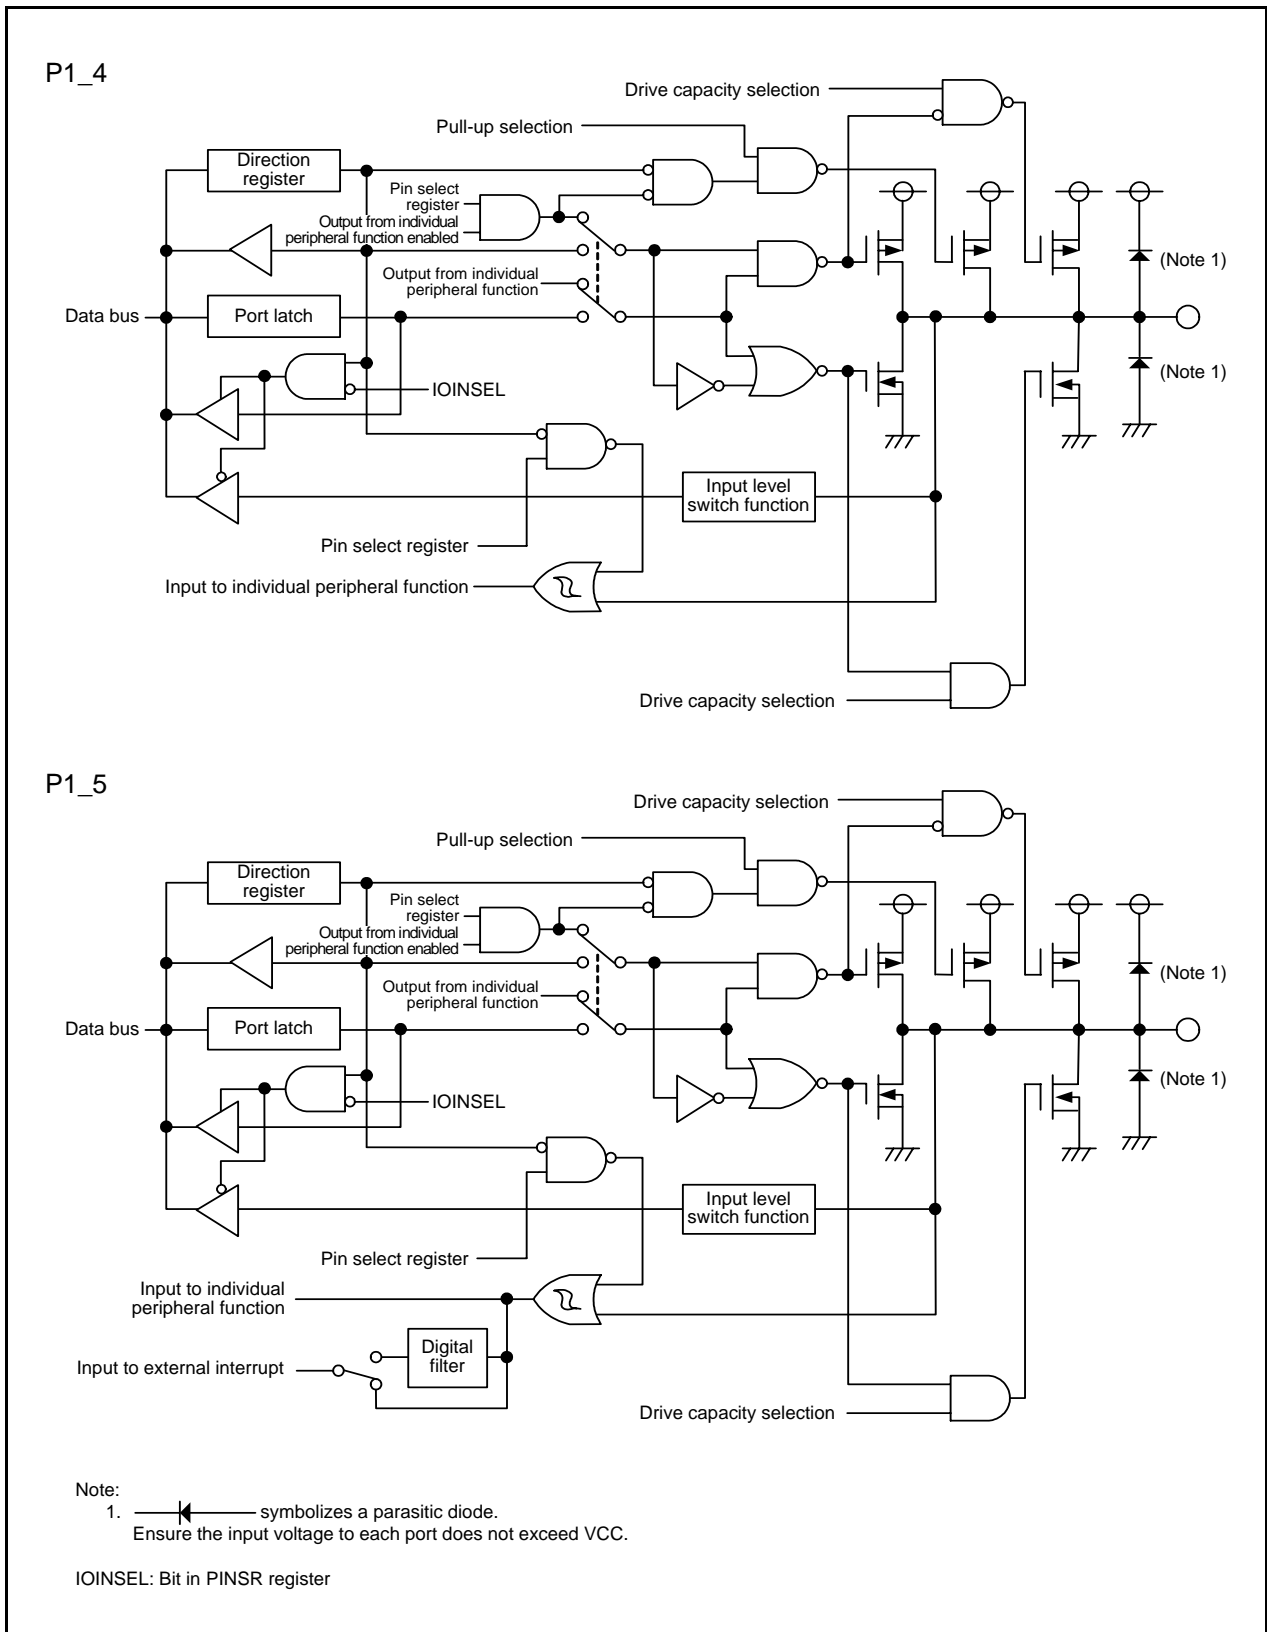 P1_4
Drive capacity selection
Pull-up selection
Direction
register
Pin select
register
Output from individual
peripheral function enabled
(Note 1)
Output from individual
peripheral function
Data bus
Port latch
(Note 1)
IOINSEL
Input level
switch function
Pin select register
Input to individual peripheral function
Drive capacity selection
P1_5
Drive capacity selection
Pull-up selection
Direction
register
Pin select
register
Output from individual
peripheral function enabled
(Note 1)
Output from individual
peripheral function
Data bus
Port latch
(Note 1)
IOINSEL
Input level
switch function
Pin select register
Input to individual
peripheral function
Digital
filter
Input to external interrupt
Drive capacity selection
Note:
1. symbolizes a parasitic diode.
Ensure the input voltage to each port does not exceed VCC.
IOINSEL: Bit in PINSR register